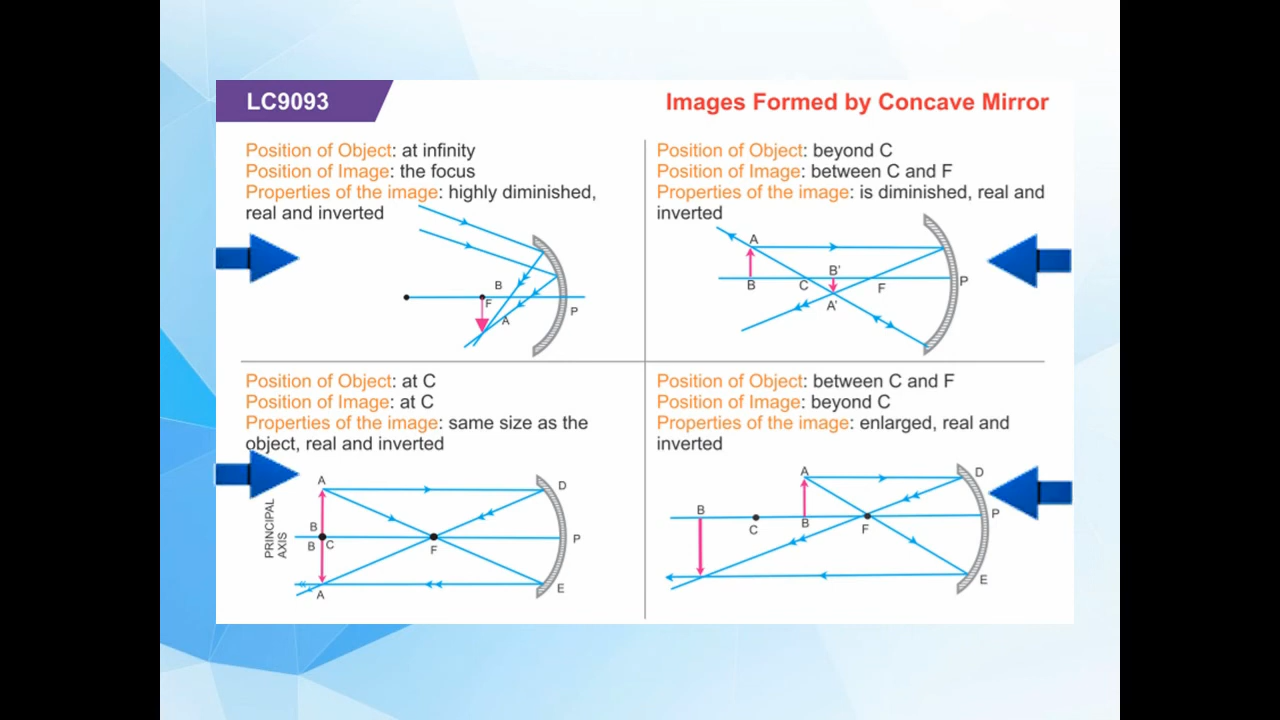 LC9093
Images Formed by Concave Mirror
Position of Object: at infinity
Position of Image: the focus
Properties of the image: highly diminished,
real and inverted
B
F
A
P
Position of Object: beyond C
Position of Image: between C and F
Properties of the image: is diminished, real and
inverted
A
B'
B
C
F
P
A'
Position of Object: at C
Position of Image: at C
Properties of the image: same size as the
object, real and inverted
A
D
PRINCIPAL
AXIS
B
B
C
F
P
A
E
Position of Object: between C and F
Position of Image: beyond C
Properties of the image: enlarged, real and
inverted
A
D
B
C
B
F
P
E